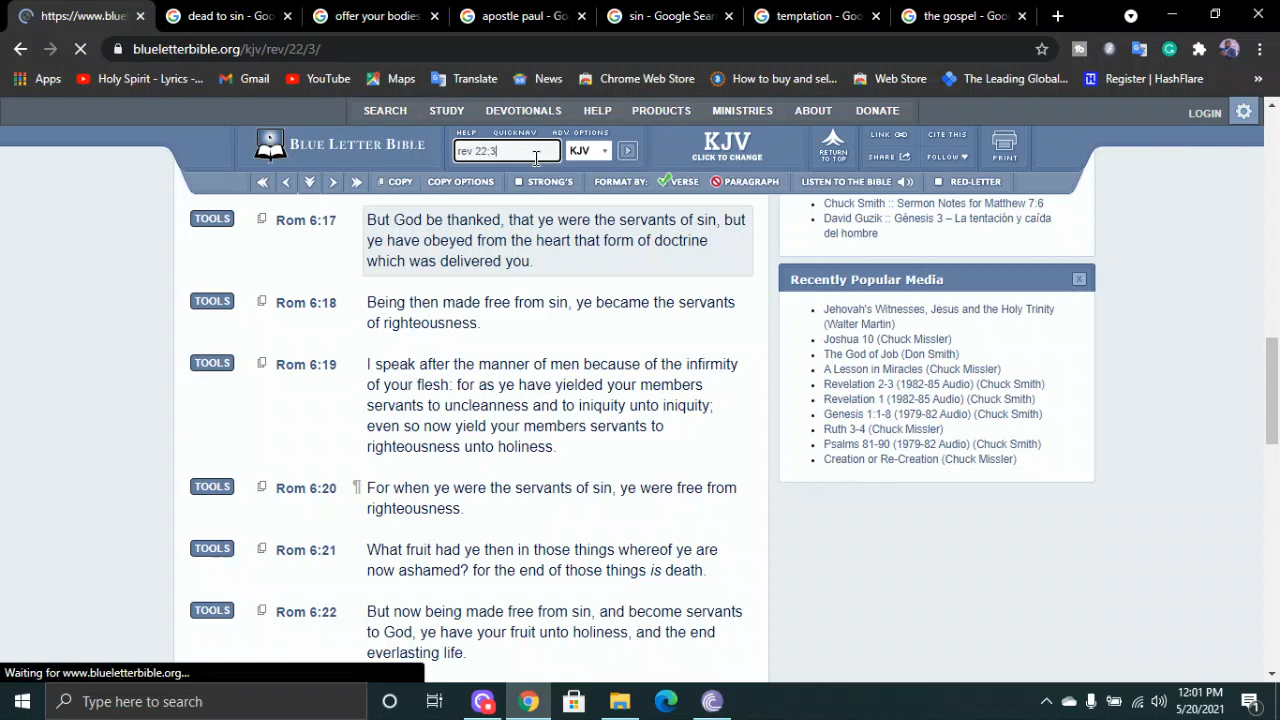 https://www.bluel
dead to sin - Goo
offer your bodies
apostle paul - Go
sin - Google Sear
temptation - Goo
the gospel - Goo
blueletterbible.org/kjv/rev/22/3/
Apps
Holy Spirit - Lyrics -...
Gmail
YouTube
Maps
Translate
News
Chrome Web Store
How to buy and sel...
Web Store
The Leading Global...
Register | HashFlare
»
SEARCH STUDY DEVOTIONALS HELP PRODUCTS MINISTRIES ABOUT DONATE
LOGIN
HELP QUICKNAV ADV. OPTIONS
BLUE LETTER BIBLE
rev 22:3
KJV
KJV
CLICK TO CHANGE
RETURN
TO TOP
LINK
SHARE
CITE THIS
FOLLOW
PRINT
COPY COPY OPTIONS STRONG'S FORMAT BY: VERSE PARAGRAPH LISTEN TO THE BIBLE RED-LETTER
TOOLS Rom 6:17 But God be thanked, that ye were the servants of sin, but
ye have obeyed from the heart that form of doctrine
which was delivered you.
TOOLS Rom 6:18 Being then made free from sin, ye became the servants
of righteousness.
TOOLS Rom 6:19 I speak after the manner of men because of the infirmity
of your flesh: for as ye have yielded your members
servants to uncleanness and to iniquity unto iniquity;
even so now yield your members servants to
righteousness unto holiness.
TOOLS Rom 6:20 ¶ For when ye were the servants of sin, ye were free from
righteousness.
TOOLS Rom 6:21 What fruit had ye then in those things whereof ye are
now ashamed? for the end of those things is death.
TOOLS Rom 6:22 But now being made free from sin, and become servants
to God, ye have your fruit unto holiness, and the end
everlasting life.
Chuck Smith :: Sermon Notes for Matthew 7:6
David Guzik :: Génesis 3 – La tentación y caída
del hombre
Recently Popular Media
Jehovah's Witnesses, Jesus and the Holy Trinity
(Walter Martin)
Joshua 10 (Chuck Missler)
The God of Job (Don Smith)
A Lesson in Miracles (Chuck Missler)
Revelation 2-3 (1982-85 Audio) (Chuck Smith)
Revelation 1 (1982-85 Audio) (Chuck Smith)
Genesis 1:1-8 (1979-82 Audio) (Chuck Smith)
Ruth 3-4 (Chuck Missler)
Psalms 81-90 (1979-82 Audio) (Chuck Smith)
Creation or Re-Creation (Chuck Missler)
Waiting for www.blueletterbible.org...
Type here to search
12:01 PM
5/20/2021